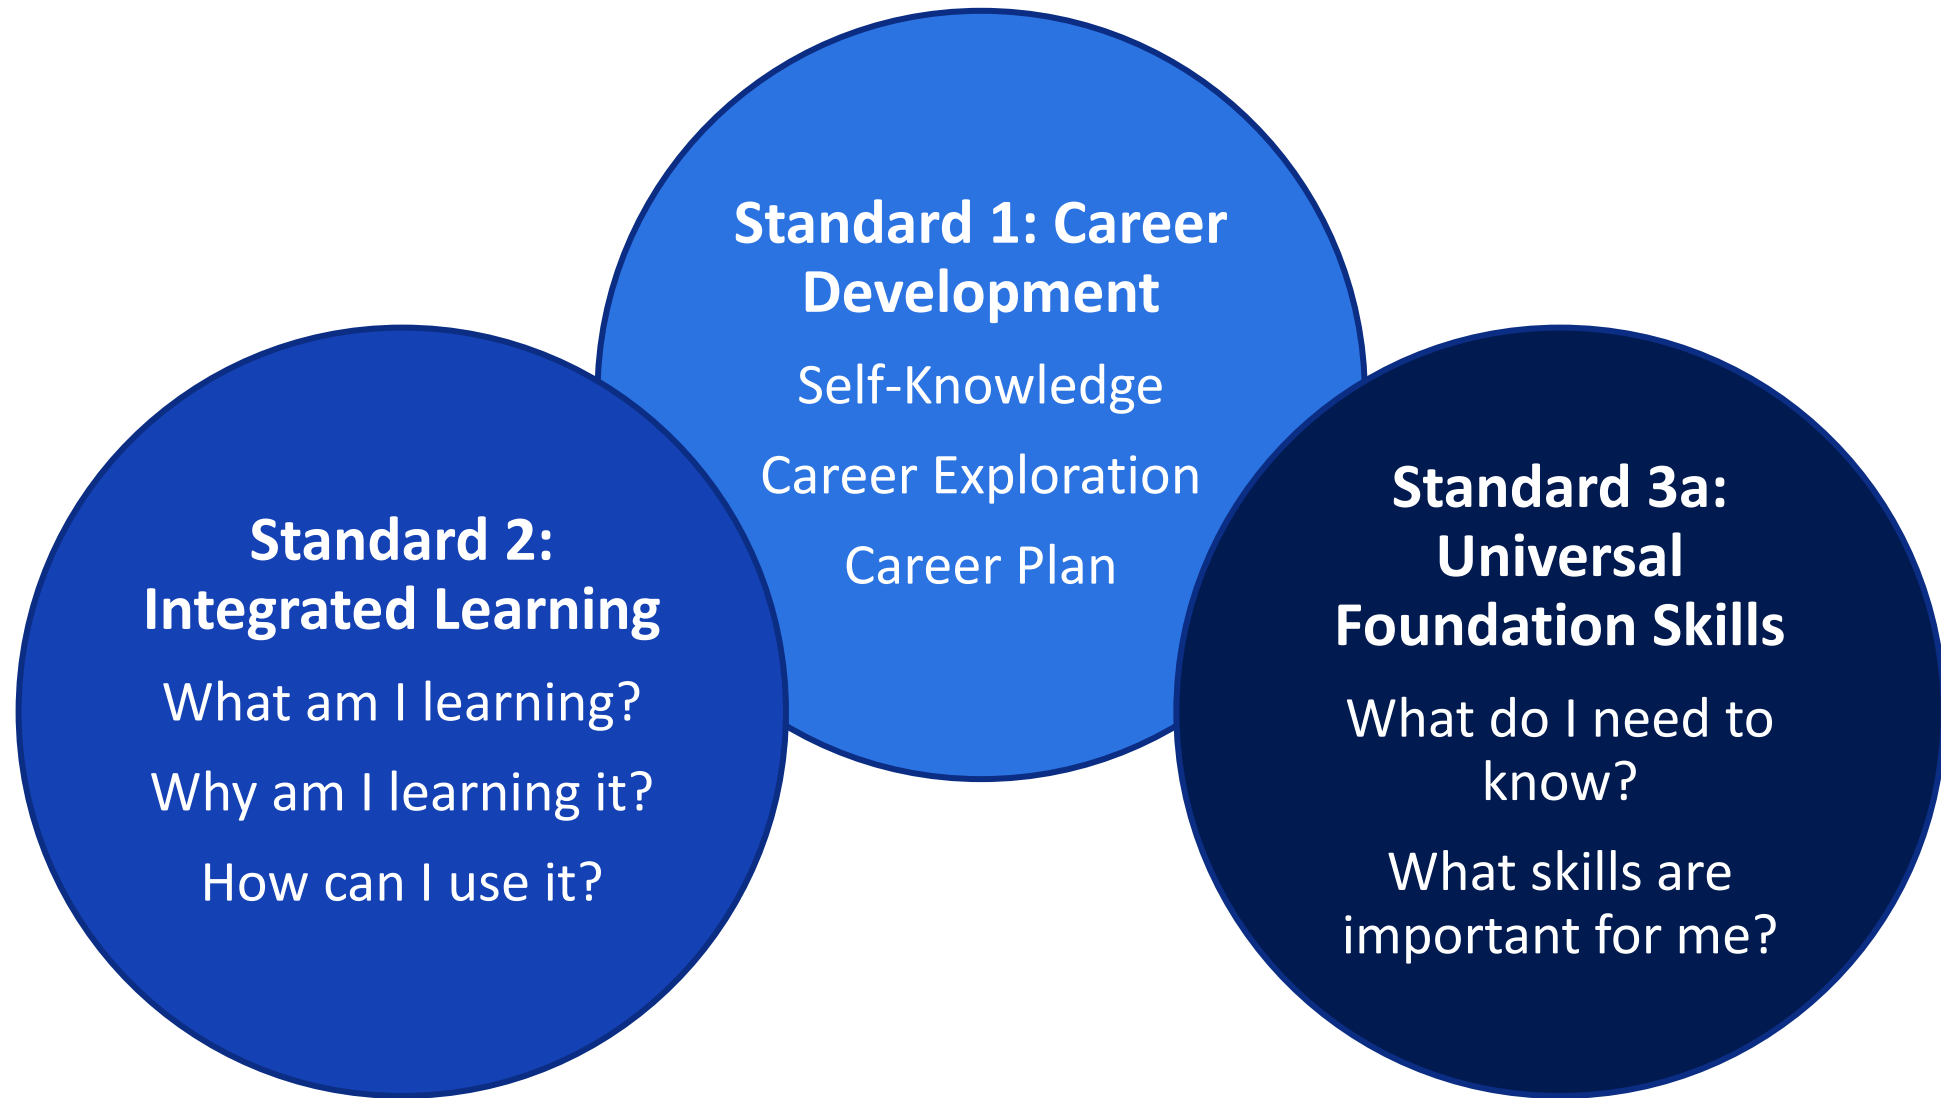 Standard 1: Career
Development
Self-Knowledge
Career Exploration
Career Plan
Standard 2:
Integrated Learning
What am I learning?
Why am I learning it?
How can I use it?
Standard 3a:
Universal
Foundation Skills
What do I need to
know?
What skills are
important for me?